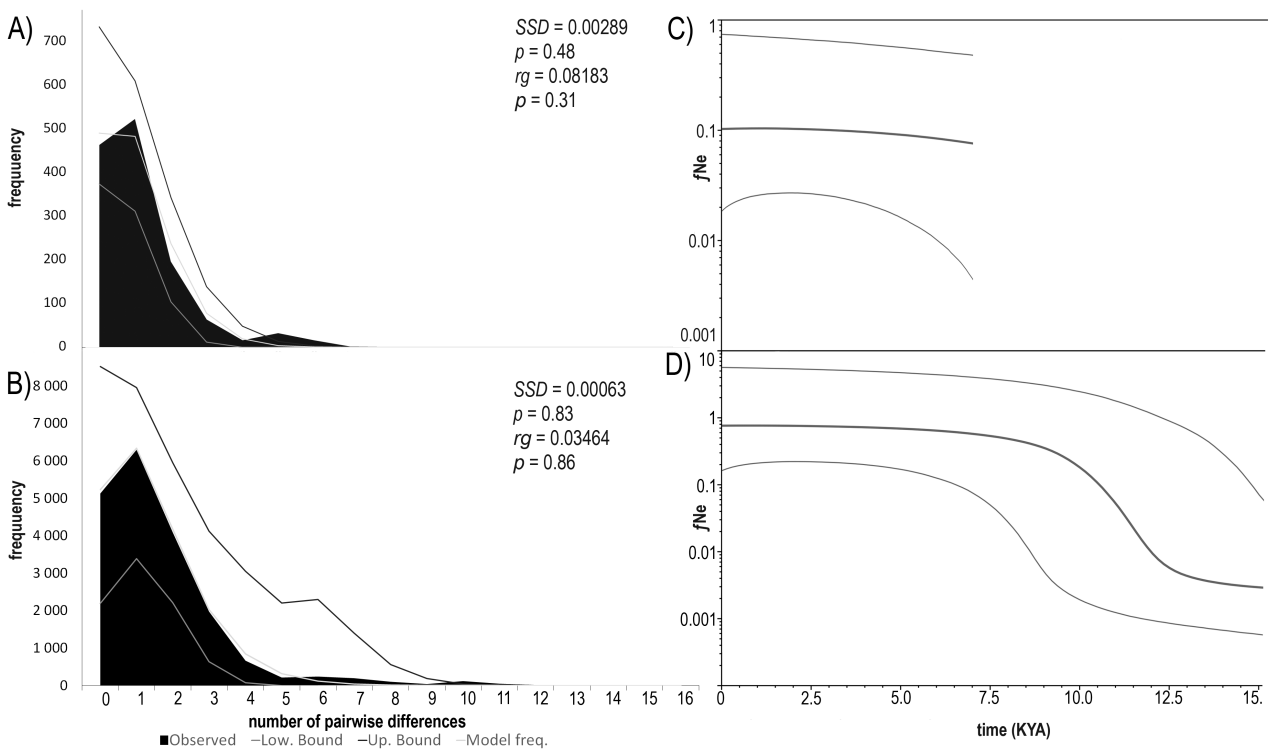 A)
700
600
500
400
300
200
100
0
frequuency
SSD = 0.00289
p = 0.48
rg = 0.08183
p = 0.31
B)
8 000
7 000
6 000
5 000
4 000
3 000
2 000
1 000
0
frequuency
SSD = 0.00063
p = 0.83
rg = 0.03464
p = 0.86
0 1 2 3 4 5 6 7 8 9 10 11 12 13 14 15 16
number of pairwise differences
Observed Low. Bound Up. Bound Model freq.
C)
1
0.1
0.01
0.001
ƒNe
D)
10
1
0.1
0.01
0.001
ƒNe
0 2.5 5.0 7.5 10.0 12.5 15.
time (KYA)